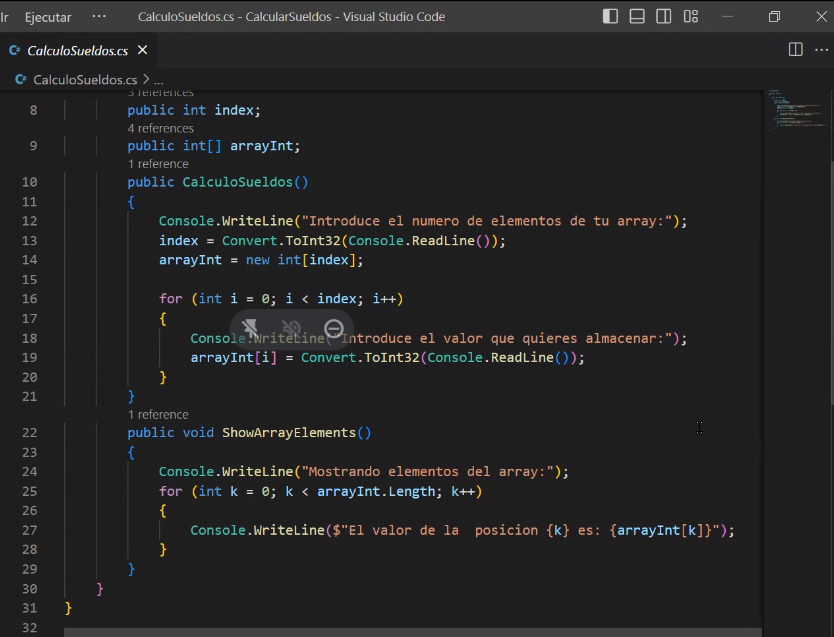 Ir Ejecutar ··· CalculoSueldos.cs - CalcularSueldos - Visual Studio Code
C# CalculoSueldos.cs ×
C# CalculoSueldos.cs > ...
3 references
8 public int index;
4 references
9 public int[] arrayInt;
1 reference
10 public CalculoSueldos()
11 {
12 Console.WriteLine("Introduce el numero de elementos de tu array:");
13 index = Convert.ToInt32(Console.ReadLine());
14 arrayInt = new int[index];
15
16 for (int i = 0; i < index; i++)
17 {
18 Console.WriteLine("Introduce el valor que quieres almacenar:");
19 arrayInt[i] = Convert.ToInt32(Console.ReadLine());
20 }
21 }
1 reference
22 public void ShowArrayElements()
23 {
24 Console.WriteLine("Mostrando elementos del array:");
25 for (int k = 0; k < arrayInt.Length; k++)
26 {
27 Console.WriteLine($"El valor de la  posicion {k} es: {arrayInt[k]}");
28 }
29 }
30 }
31 }
32